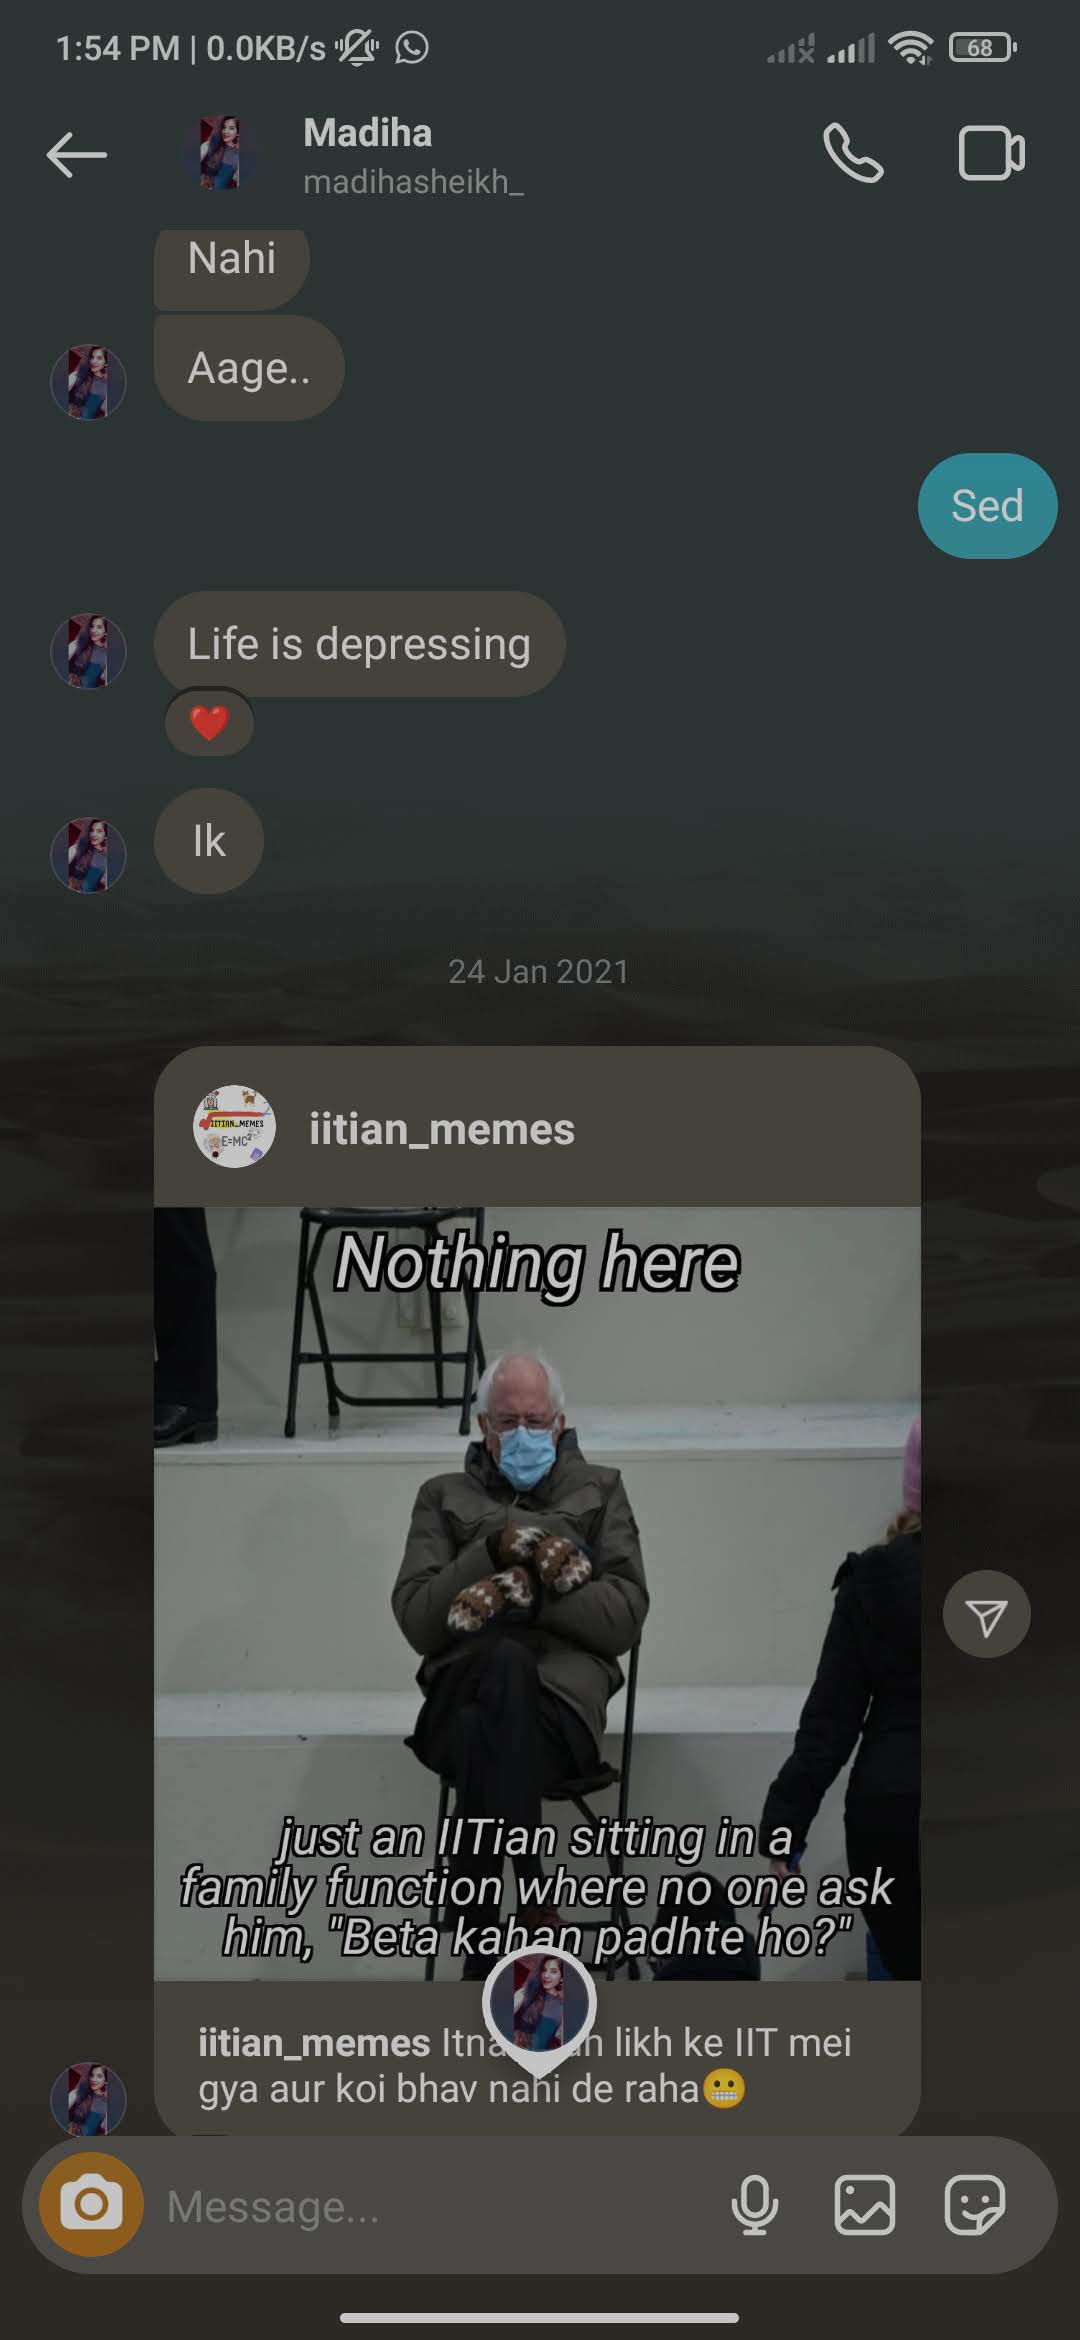 1:54 PM | 0.0KB/s
68
Madiha
madihasheikh_
Nahi
Aage..
Sed
Life is depressing
Ik
24 Jan 2021
IITIAN_MEMES
E=MC²
iitian_memes
Nothing here
just an IITian sitting in a
family function where no one ask
him, "Beta kahan padhte ho?"
iitian_memes likh ke IIT mei
gya aur koi bhav nahi de raha😬
Message...